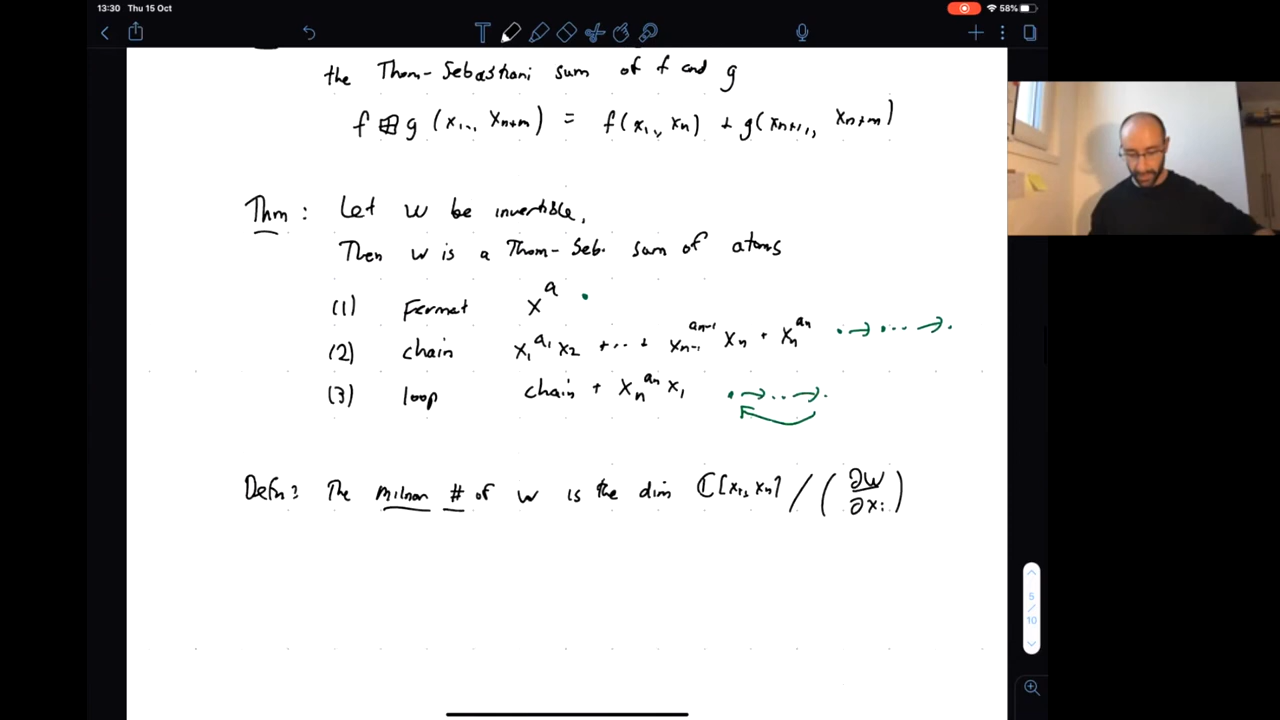 13:30 Thu 15 Oct
58%
the Thom-Sebastiani sum of f and g
f ⊞ g (x1,.., xn+m) = f(x1,, xn) + g(xn+1,, xn+m)
Thm: Let w be invertible,
Then w is a Thom-Seb. sum of atoms
(1) Fermat x^a
(2) chain x1^a1 x2 + ... + xn-1^an-1 xn + xn^an
(3) loop chain + xn^an x1
Defn: The Milnor # of w is the dim ℂ[x1,, xn] / (∂W/∂xi)
5
/
10